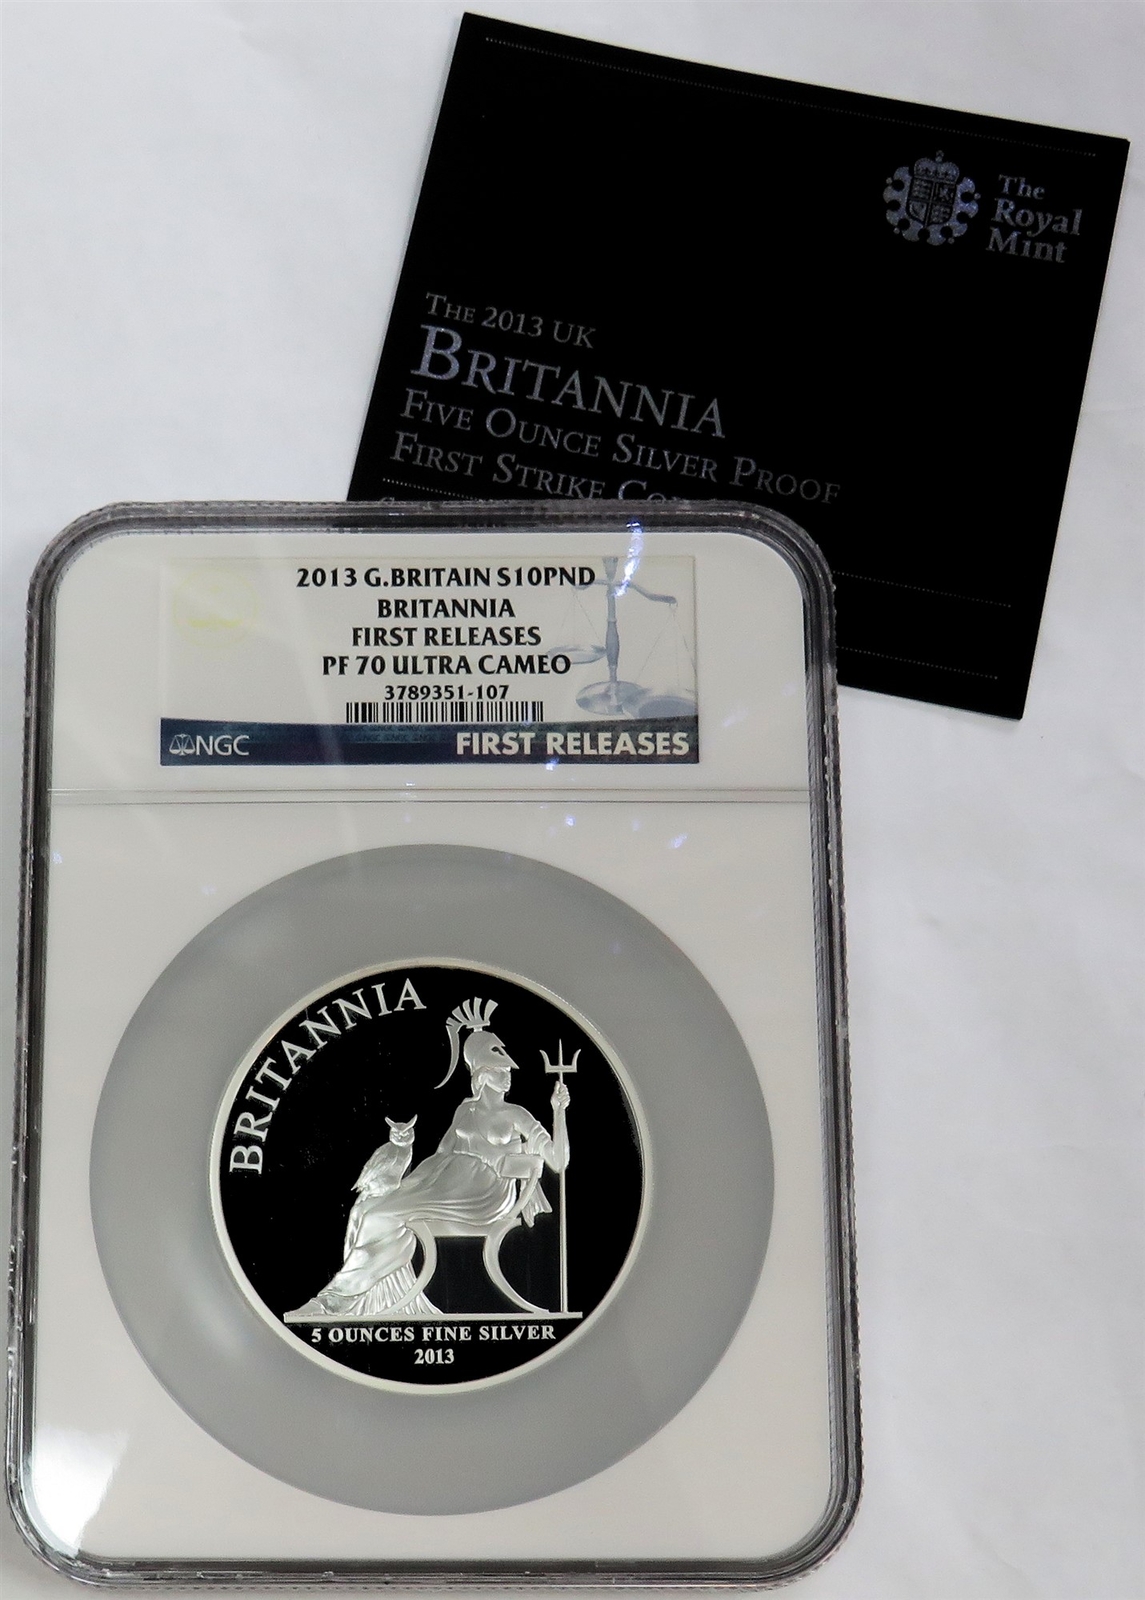 The
Royal
Mint
THE 2013 UK
BRITANNIA
FIVE OUNCE SILVER PROOF
FIRST STRIKE
2013 G.BRITAIN S10PND
BRITANNIA
FIRST RELEASES
PF 70 ULTRA CAMEO
3789351-107
NGC
FIRST RELEASES
BRITANNIA
5 OUNCES FINE SILVER
2013